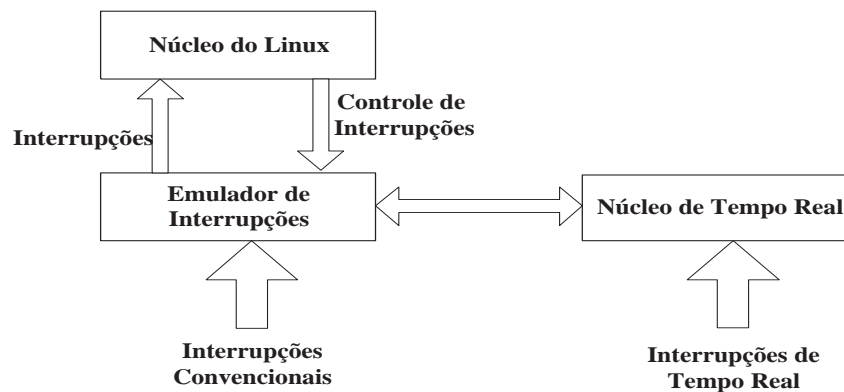 Núcleo do Linux
Interrupções
Controle de
Interrupções
Emulador de
Interrupções
Núcleo de Tempo Real
Interrupções
Convencionais
Interrupções de
Tempo Real